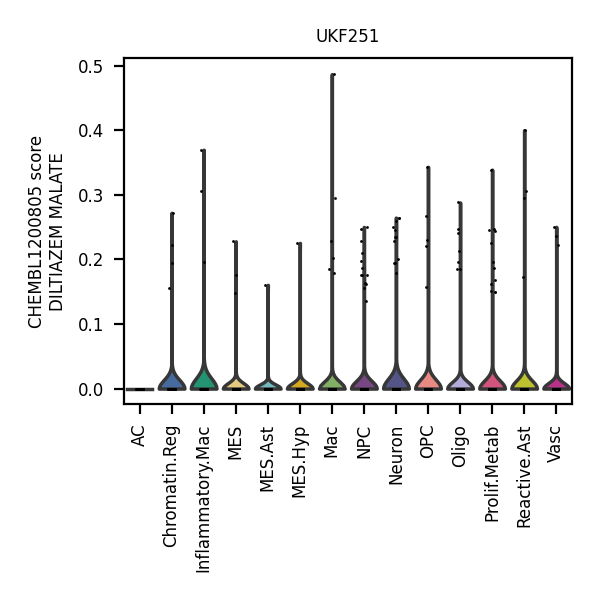 UKF251
CHEMBL1200805 score
DILTIAZEM MALATE
0.5
0.4
0.3
0.2
0.1
0.0
AC
Chromatin.Reg
Inflammatory.Mac
MES
MES.Ast
MES.Hyp
Mac
NPC
Neuron
OPC
Oligo
Prolif.Metab
Reactive.Ast
Vasc